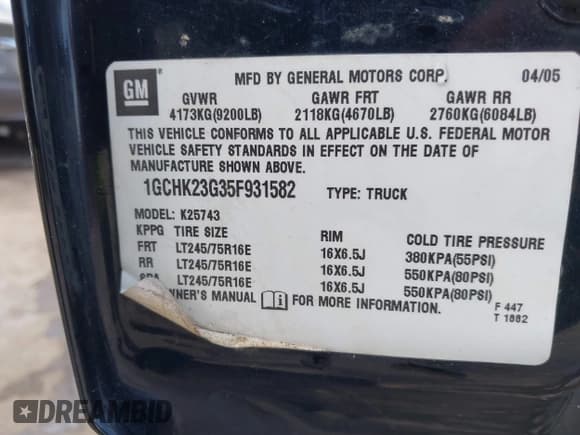 GM ®
MFD BY GENERAL MOTORS CORP. 04/05
GVWR GAWR FRT GAWR RR
4173KG(9200LB) 2118KG(4670LB) 2760KG(6084LB)
THIS VEHICLE CONFORMS TO ALL APPLICABLE U.S. FEDERAL MOTOR
VEHICLE SAFETY STANDARDS IN EFFECT ON THE DATE OF
MANUFACTURE SHOWN ABOVE.
1GCHK23G35F931582 TYPE: TRUCK
MODEL: K25743
KPPG TIRE SIZE RIM COLD TIRE PRESSURE
FRT LT245/75R16E 16X6.5J 380KPA(55PSI)
RR LT245/75R16E 16X6.5J 550KPA(80PSI)
SPA LT245/75R16E 16X6.5J 550KPA(80PSI)
OWNER'S MANUAL FOR MORE INFORMATION.
F 447
T 1882
DREAMBID